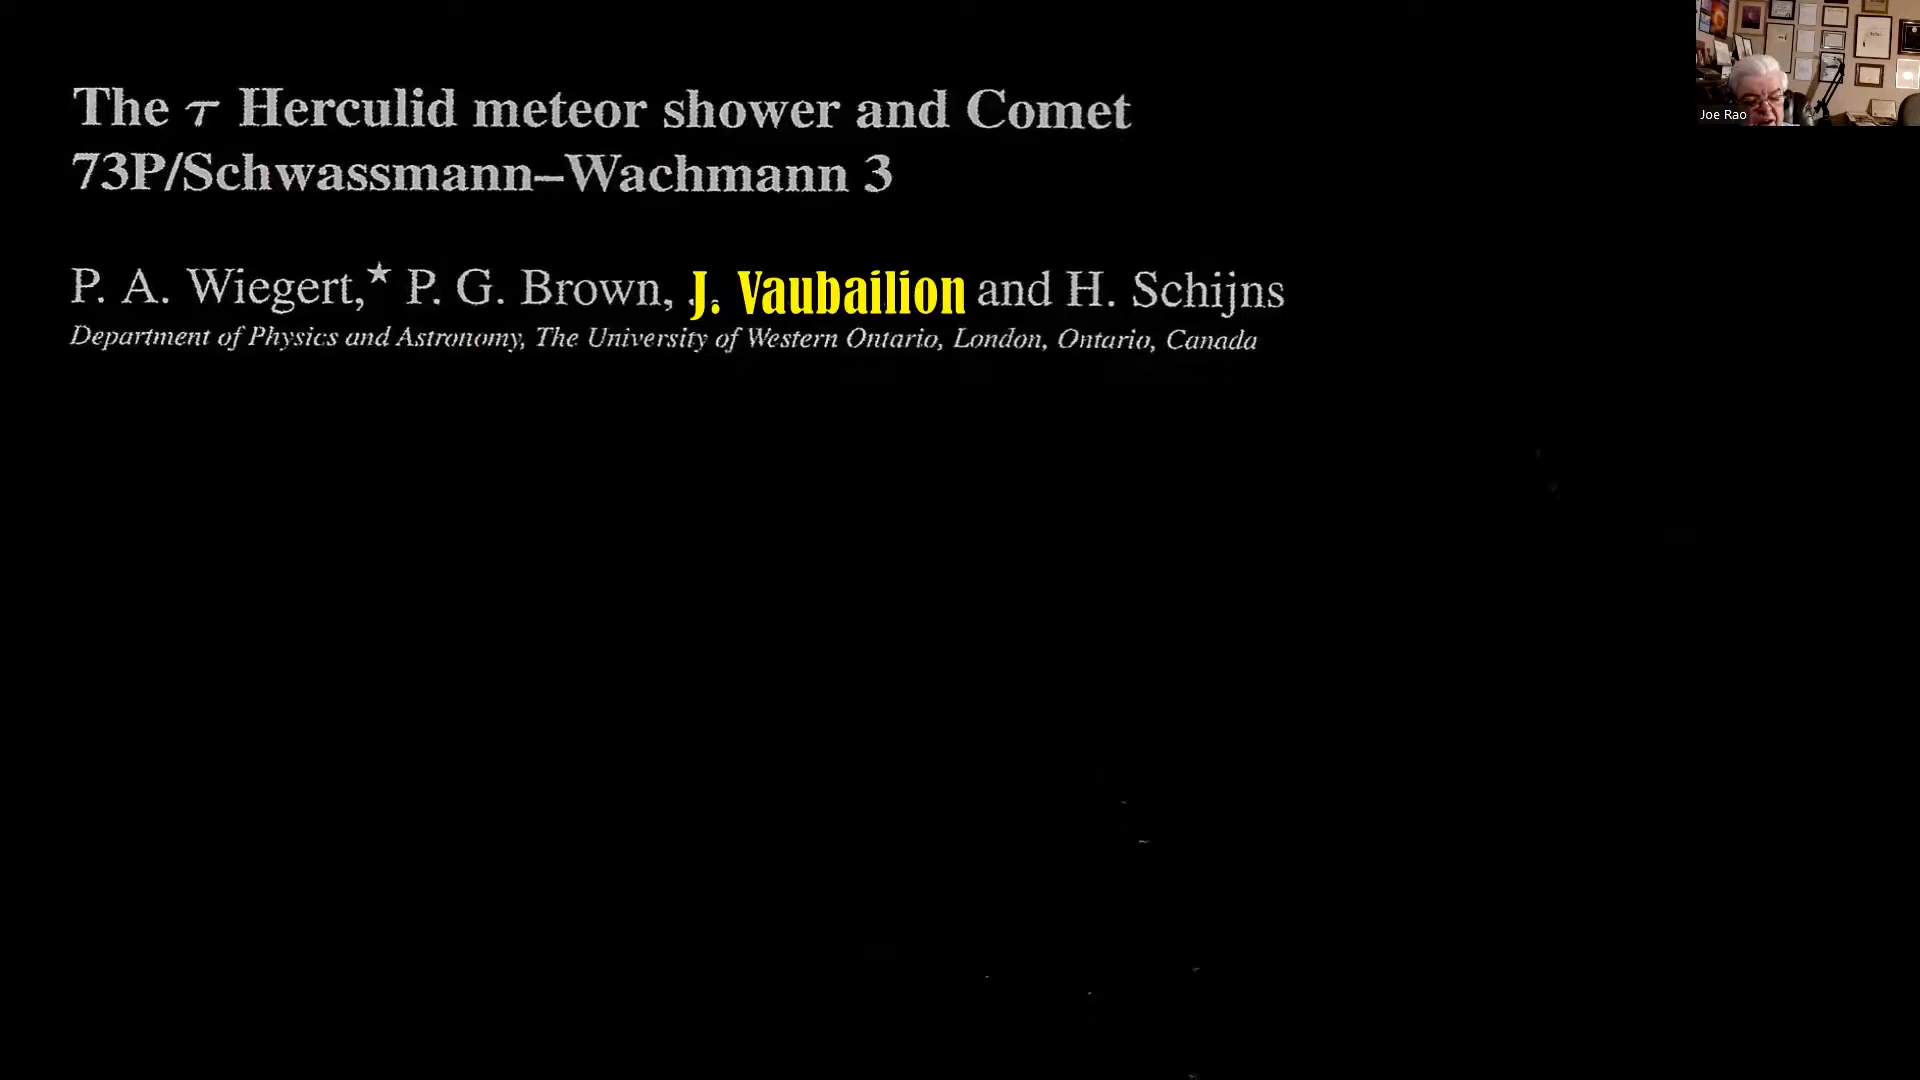 The τ Herculid meteor shower and Comet
73P/Schwassmann–Wachmann 3
P. A. Wiegert,★ P. G. Brown, J. Vaubailion and H. Schijns
Department of Physics and Astronomy, The University of Western Ontario, London, Ontario, Canada
Joe Rao